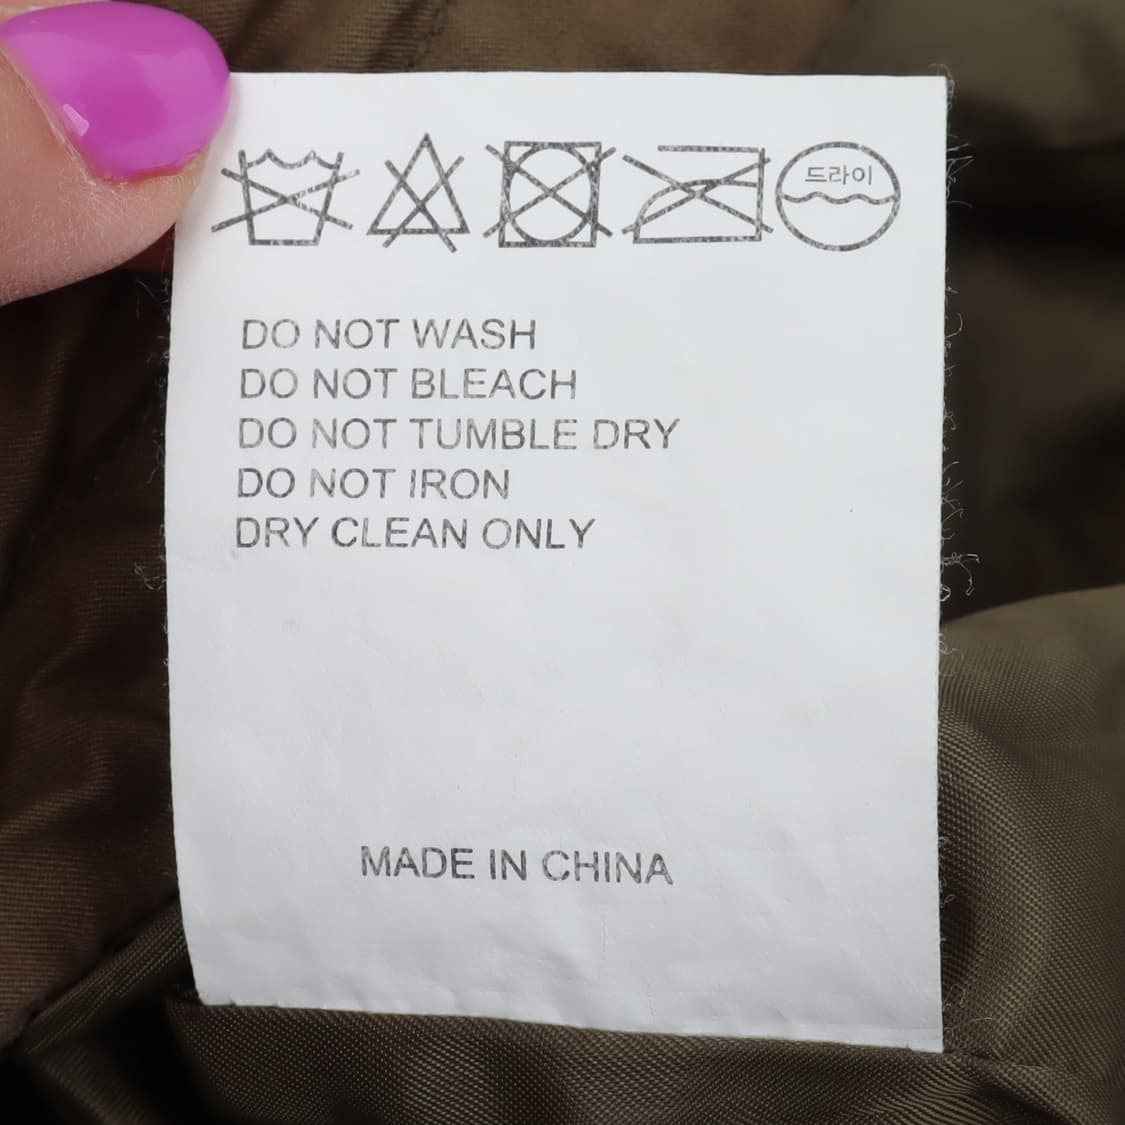 드라이
DO NOT WASH
DO NOT BLEACH
DO NOT TUMBLE DRY
DO NOT IRON
DRY CLEAN ONLY
MADE IN CHINA